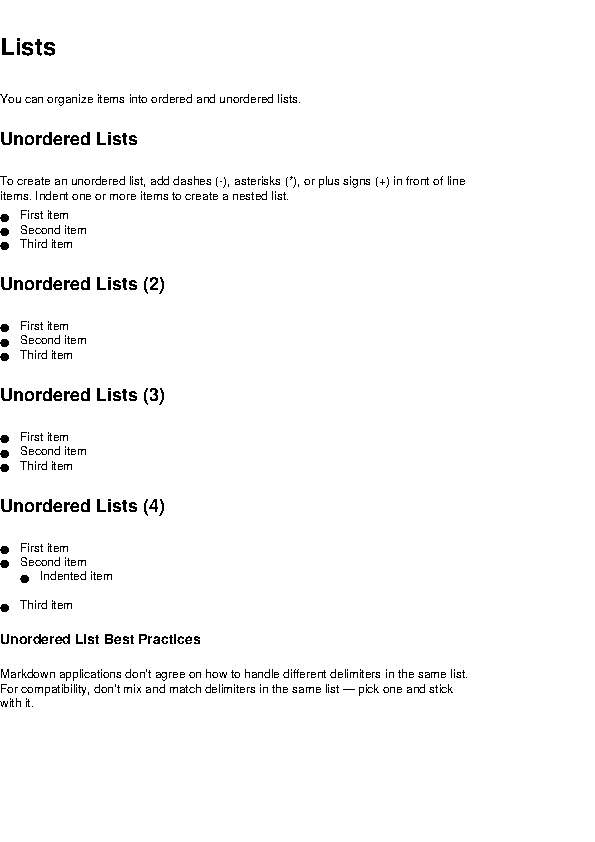 Lists
You can organize items into ordered and unordered lists.
Unordered Lists
To create an unordered list, add dashes (-), asterisks (*), or plus signs (+) in front of line
items. Indent one or more items to create a nested list.
● First item
● Second item
● Third item
Unordered Lists (2)
● First item
● Second item
● Third item
Unordered Lists (3)
● First item
● Second item
● Third item
Unordered Lists (4)
● First item
● Second item
● Indented item
● Third item
Unordered List Best Practices
Markdown applications don't agree on how to handle different delimiters in the same list.
For compatibility, don't mix and match delimiters in the same list — pick one and stick
with it.